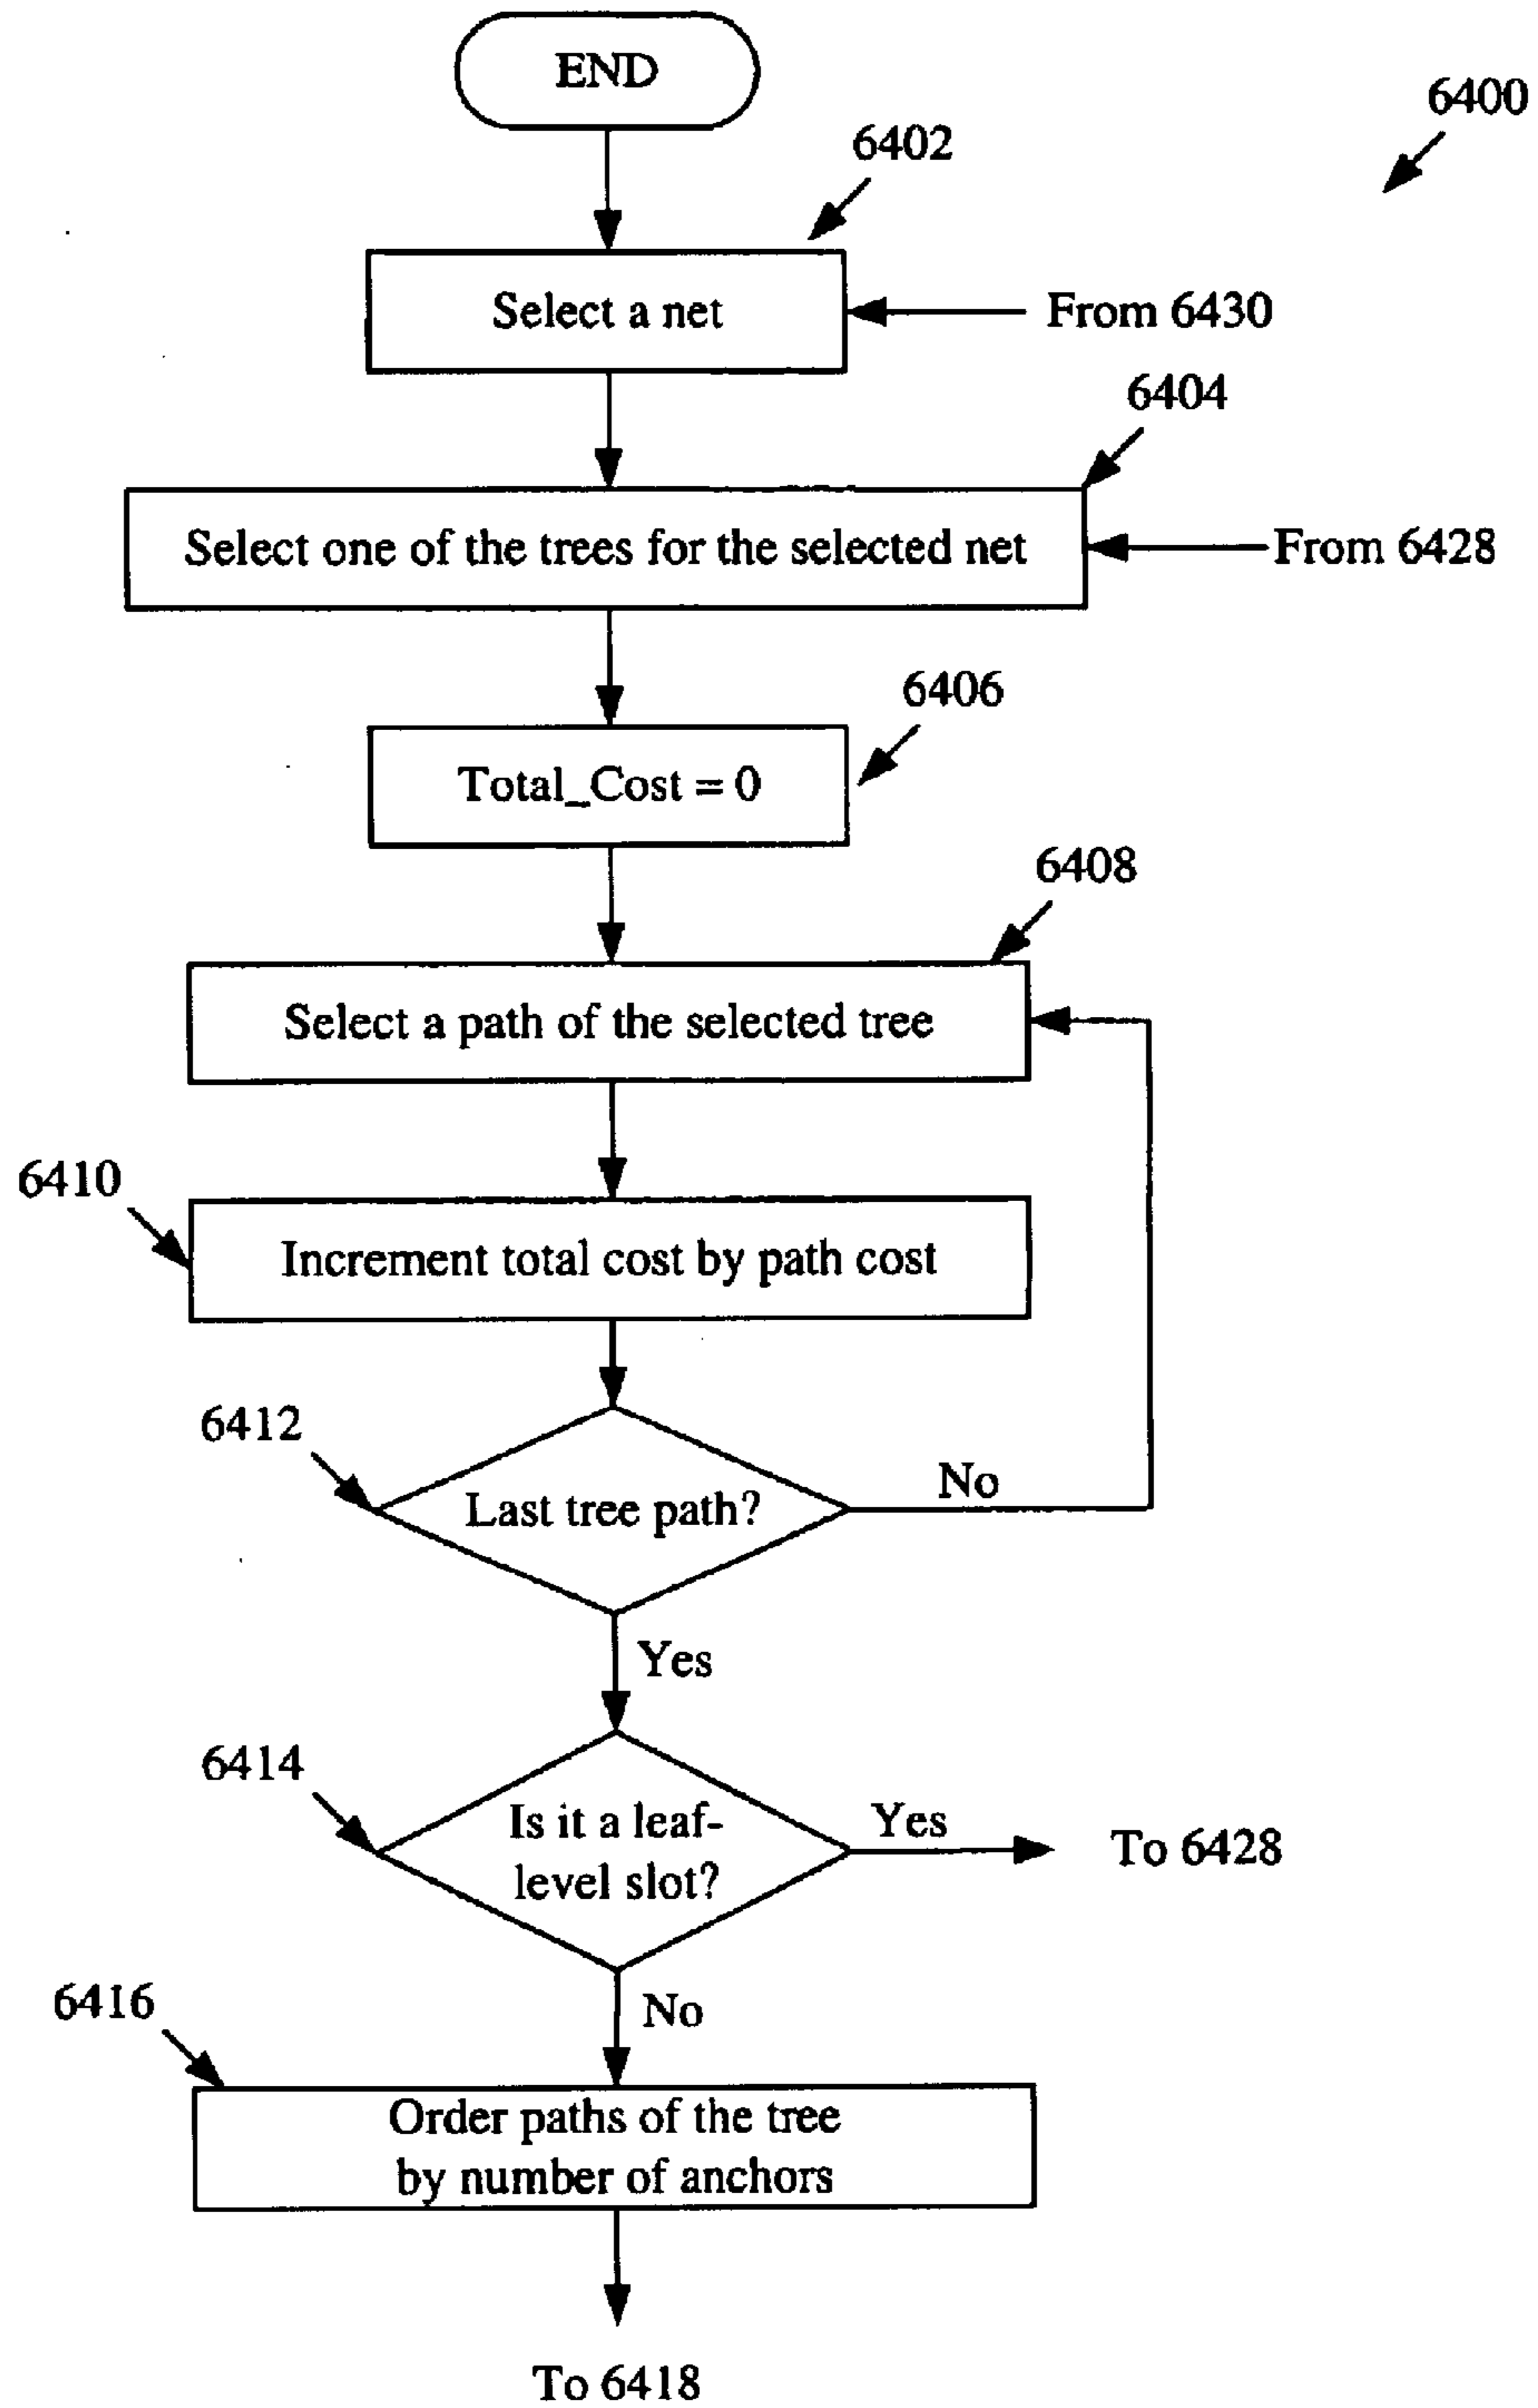 END
6400
6402
Select a net
From 6430
6404
Select one of the trees for the selected net
From 6428
6406
Total_Cost = 0
6408
Select a path of the selected tree
6410
Increment total cost by path cost
6412
Last tree path?
No
Yes
6414
Is it a leaf-
level slot?
Yes
To 6428
No
6416
Order paths of the tree
by number of anchors
To 6418